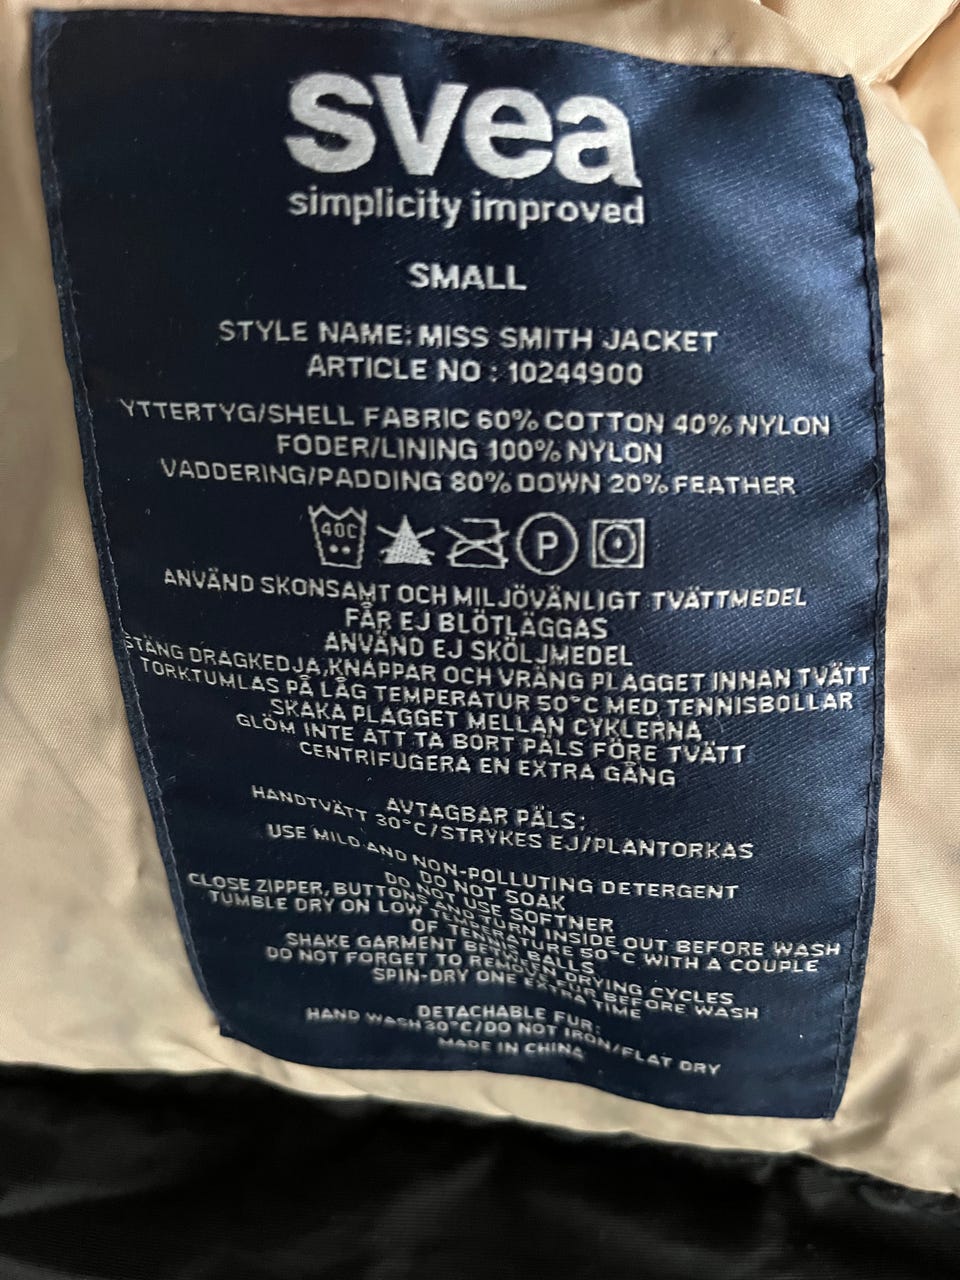 svea
simplicity improved
SMALL
STYLE NAME: MISS SMITH JACKET
ARTICLE NO : 10244900
YTTERTYG/SHELL FABRIC 60% COTTON 40% NYLON
FODER/LINING 100% NYLON
VADDERING/PADDING 80% DOWN 20% FEATHER
40C P
ANVÄND SKONSAMT OCH MILJÖVÄNLIGT TVÄTTMEDEL
FÅR EJ BLÖTLÄGGAS
ANVÄND EJ SKÖLJMEDEL
STÄNG DRAGKEDJA,KNAPPAR OCH VRÄNG PLAGGET INNAN TVÄTT
TORKTUMLAS PÅ LÅG TEMPERATUR 50°C MED TENNISBOLLAR
SKAKA PLAGGET MELLAN CYKLERNA
GLÖM INTE ATT TA BORT PÄLS FÖRE TVÄTT
CENTRIFUGERA EN EXTRA GÅNG
AVTAGBAR PÄLS:
HANDTVÄTT 30°C/STRYKES EJ/PLANTORKAS
USE MILD AND NON-POLLUTING DETERGENT
DO NOT SOAK
DO NOT USE SOFTNER
CLOSE ZIPPER, BUTTONS AND TURN INSIDE OUT BEFORE WASH
TUMBLE DRY ON LOW TEMPERATURE 50°C WITH A COUPLE
OF TENNIS BALLS
SHAKE GARMENT BETWEEN DRYING CYCLES
DO NOT FORGET TO REMOVE FUR BEFORE WASH
SPIN-DRY ONE EXTRA TIME
DETACHABLE FUR:
HAND WASH 30°C/DO NOT IRON/FLAT DRY
MADE IN CHINA